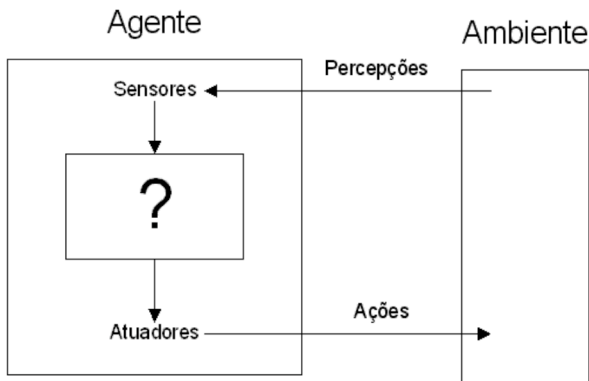 Agente
Ambiente
Percepções
Sensores
?
Ações
Atuadores